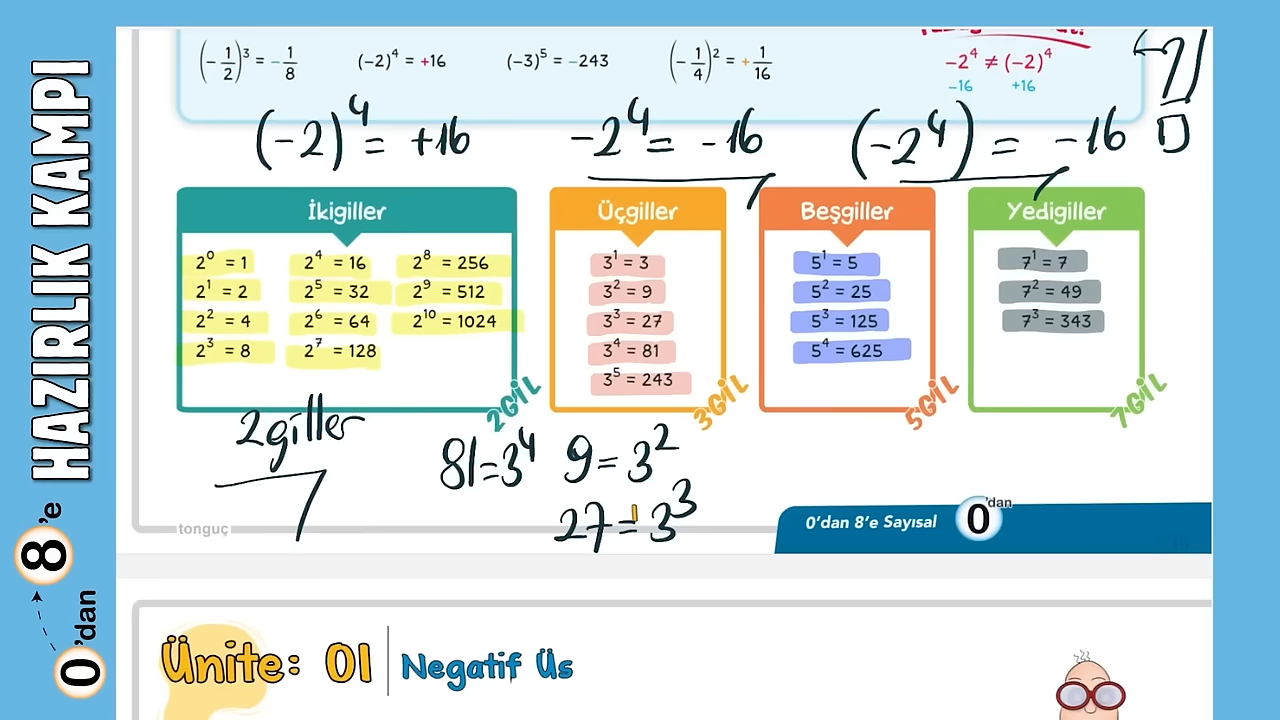 0'dan 8'e HAZIRLIK KAMPI
(-1/2)³ = -1/8
(-2)⁴ = +16
(-3)⁵ = -243
(-1/4)² = +1/16
-2⁴ ≠ (-2)⁴
-16 +16
(-2)⁴ = +16
-2⁴ = -16
(-2⁴) = -16
İkigiller
2⁰ = 1
2¹ = 2
2² = 4
2³ = 8
2⁴ = 16
2⁵ = 32
2⁶ = 64
2⁷ = 128
2⁸ = 256
2⁹ = 512
2¹⁰ = 1024
2GİL
Üçgiller
3¹ = 3
3² = 9
3³ = 27
3⁴ = 81
3⁵ = 243
3GİL
Beşgiller
5¹ = 5
5² = 25
5³ = 125
5⁴ = 625
5GİL
Yedigiller
7¹ = 7
7² = 49
7³ = 343
7GİL
2giller
81=3⁴
9=3²
27=3³
tonguç
0'dan 8'e Sayısal
0'dan
Ünite: 01
Negatif Üs